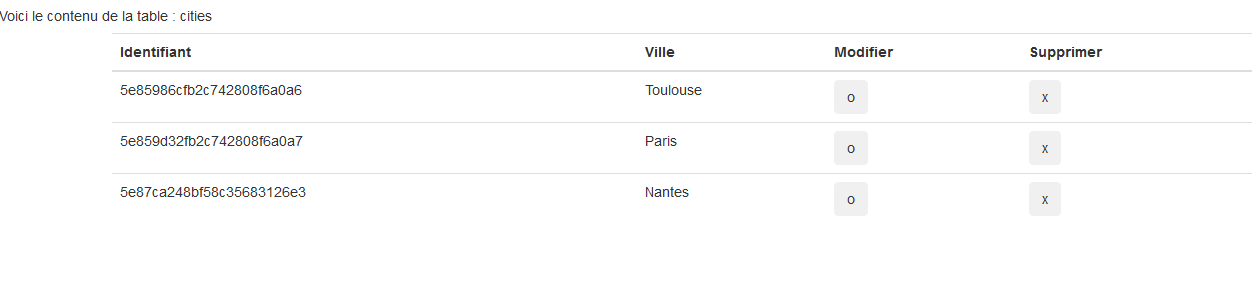 Voici le contenu de la table : cities
Identifiant Ville Modifier Supprimer
5e85986cfb2c742808f6a0a6 Toulouse o x
5e859d32fb2c742808f6a0a7 Paris o x
5e87ca248bf58c35683126e3 Nantes o x